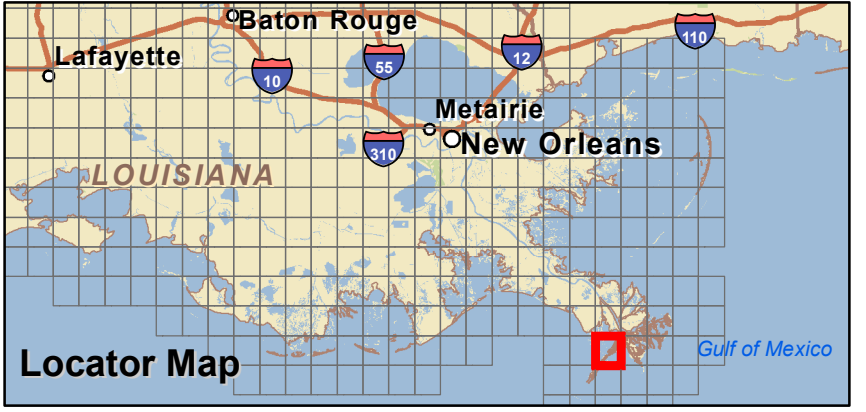 Baton Rouge
110
Lafayette
55
12
10
Metairie
New Orleans
310
LOUISIANA
Gulf of Mexico
Locator Map